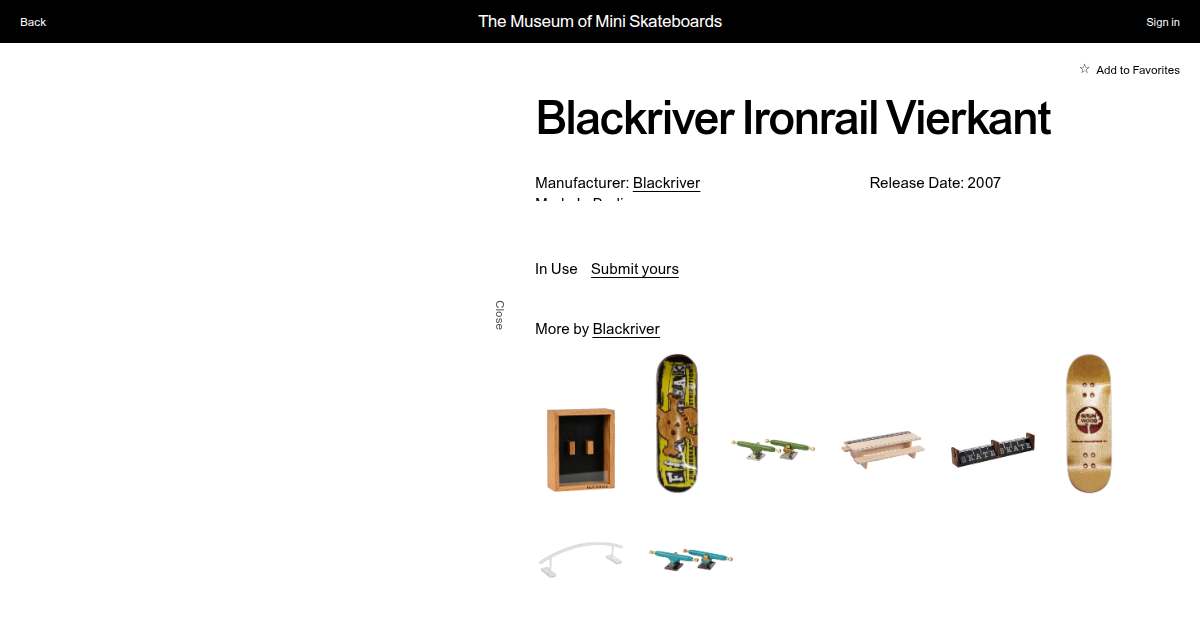 Back
The Museum of Mini Skateboards
Sign in
☆ Add to Favorites
Blackriver Ironrail Vierkant
Manufacturer: Blackriver
Release Date: 2007
In Use
Submit yours
Close
More by Blackriver